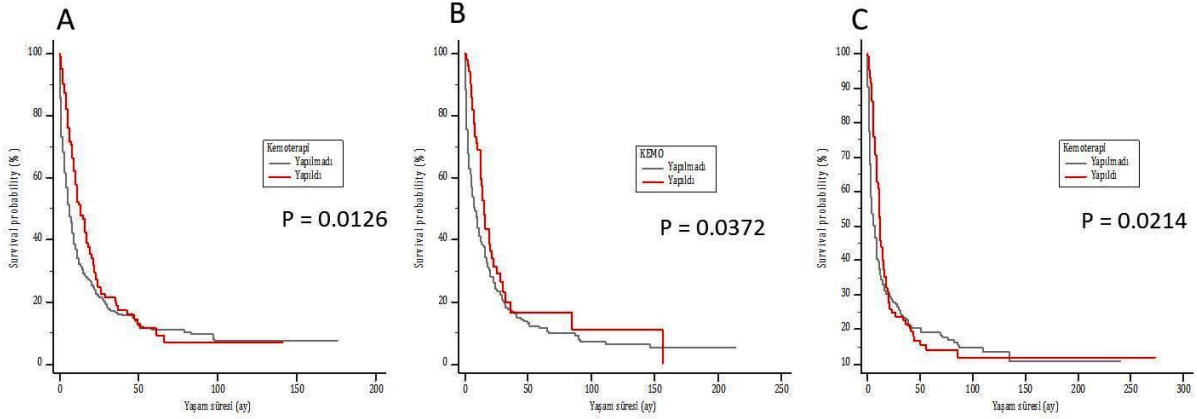 A
Survival probability (%)
100
80
60
40
20
0
Kemoterapi
Yapılmadı
Yapıldı
P = 0.0126
0
50
100
150
200
Yaşam süresi (ay)
B
Survival probability (%)
100
80
60
40
20
0
KEMO
Yapılmadı
Yapıldı
P = 0.0372
0
50
100
150
200
250
Yaşam süresi (ay)
C
Survival probability (%)
100
90
80
70
60
50
40
30
20
10
Kemoterapi
Yapılmadı
Yapıldı
P = 0.0214
0
50
100
150
200
250
300
Yaşam süresi (ay)